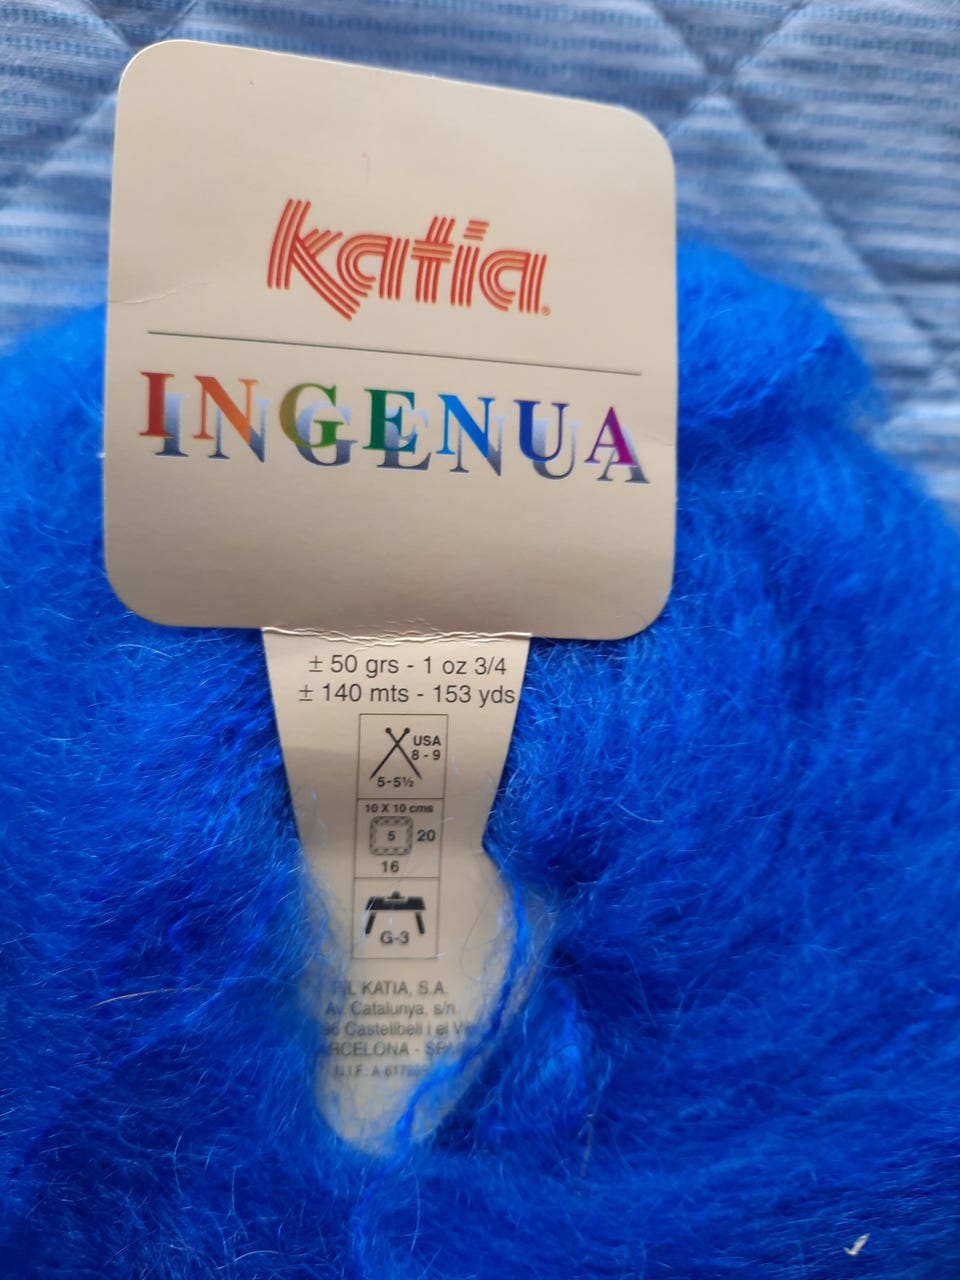 katia®
INGENUA
± 50 grs - 1 oz 3/4
± 140 mts - 153 yds
USA
8 - 9
5-5½
10 X 10 cms
5 20
16
G-3
KATIA, S.A.
Av. Catalunya, s/n
Castellbell i el
N.I.F.